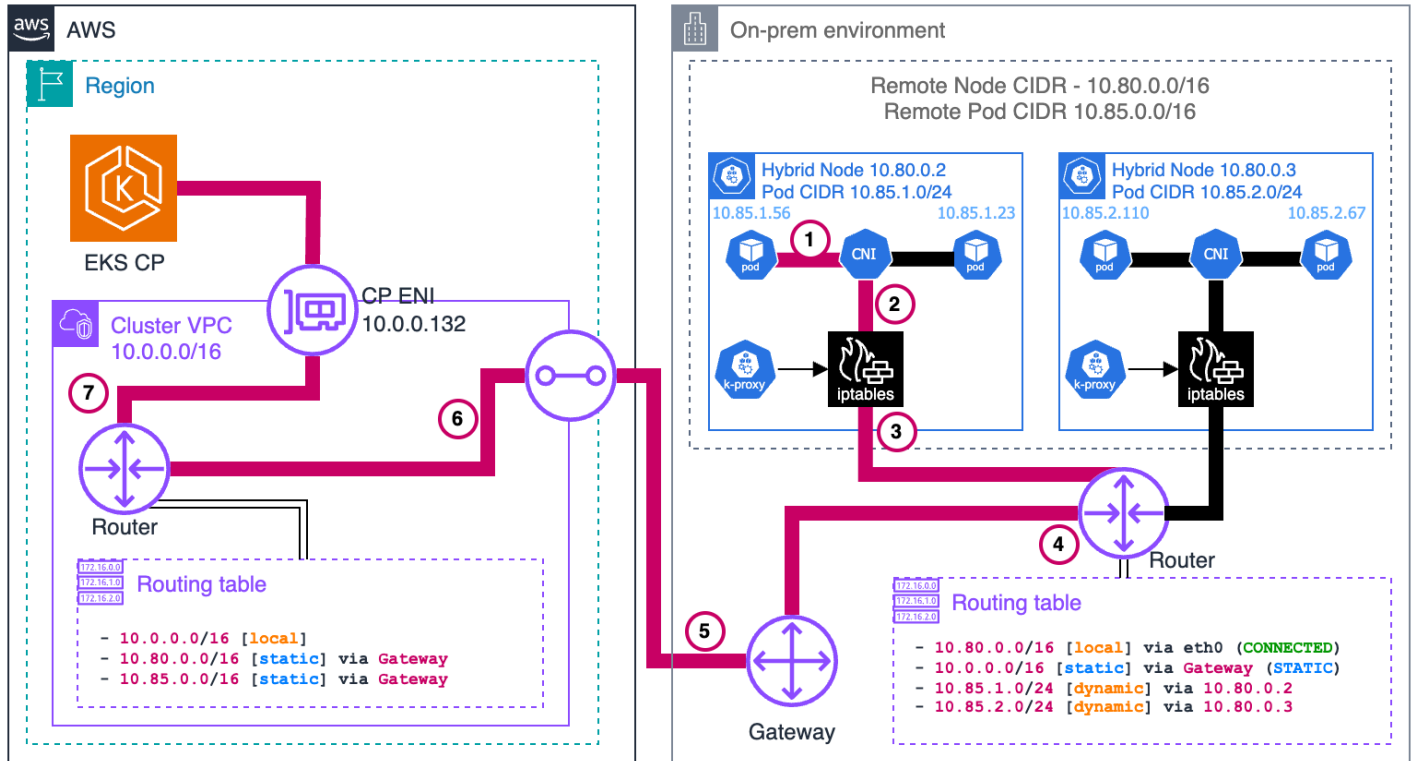 aws
AWS
Region
EKS CP
CP ENI
10.0.0.132
Cluster VPC
10.0.0.0/16
7
6
Router
172.16.0.0
172.16.1.0
172.16.2.0
Routing table
- 10.0.0.0/16 [local]
- 10.80.0.0/16 [static] via Gateway
- 10.85.0.0/16 [static] via Gateway
On-prem environment
Remote Node CIDR - 10.80.0.0/16
Remote Pod CIDR 10.85.0.0/16
Hybrid Node 10.80.0.2
Pod CIDR 10.85.1.0/24
10.85.1.56
10.85.1.23
1
pod
CNI
pod
2
k-proxy
iptables
3
Hybrid Node 10.80.0.3
Pod CIDR 10.85.2.0/24
10.85.2.110
10.85.2.67
pod
CNI
pod
k-proxy
iptables
4
Router
5
Gateway
172.16.0.0
172.16.1.0
172.16.2.0
Routing table
- 10.80.0.0/16 [local] via eth0 (CONNECTED)
- 10.0.0.0/16 [static] via Gateway (STATIC)
- 10.85.1.0/24 [dynamic] via 10.80.0.2
- 10.85.2.0/24 [dynamic] via 10.80.0.3